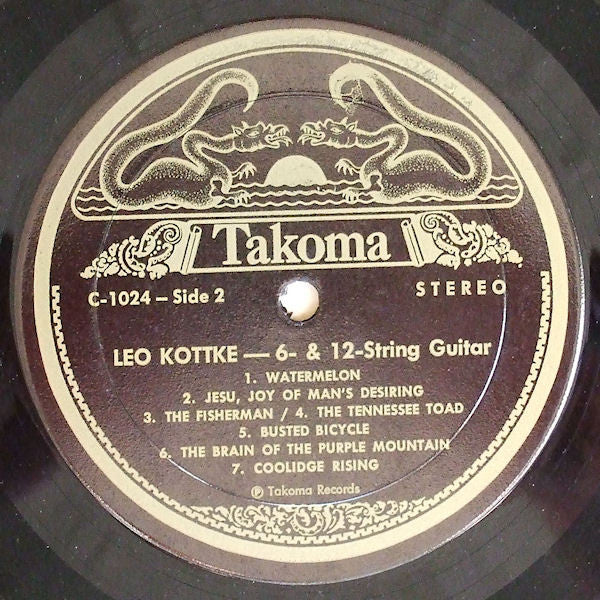 Takoma
C-1024 – Side 2
STEREO
LEO KOTTKE — 6- & 12-String Guitar
1. WATERMELON
2. JESU, JOY OF MAN'S DESIRING
3. THE FISHERMAN / 4. THE TENNESSEE TOAD
5. BUSTED BICYCLE
6. THE BRAIN OF THE PURPLE MOUNTAIN
7. COOLIDGE RISING
℗ Takoma Records